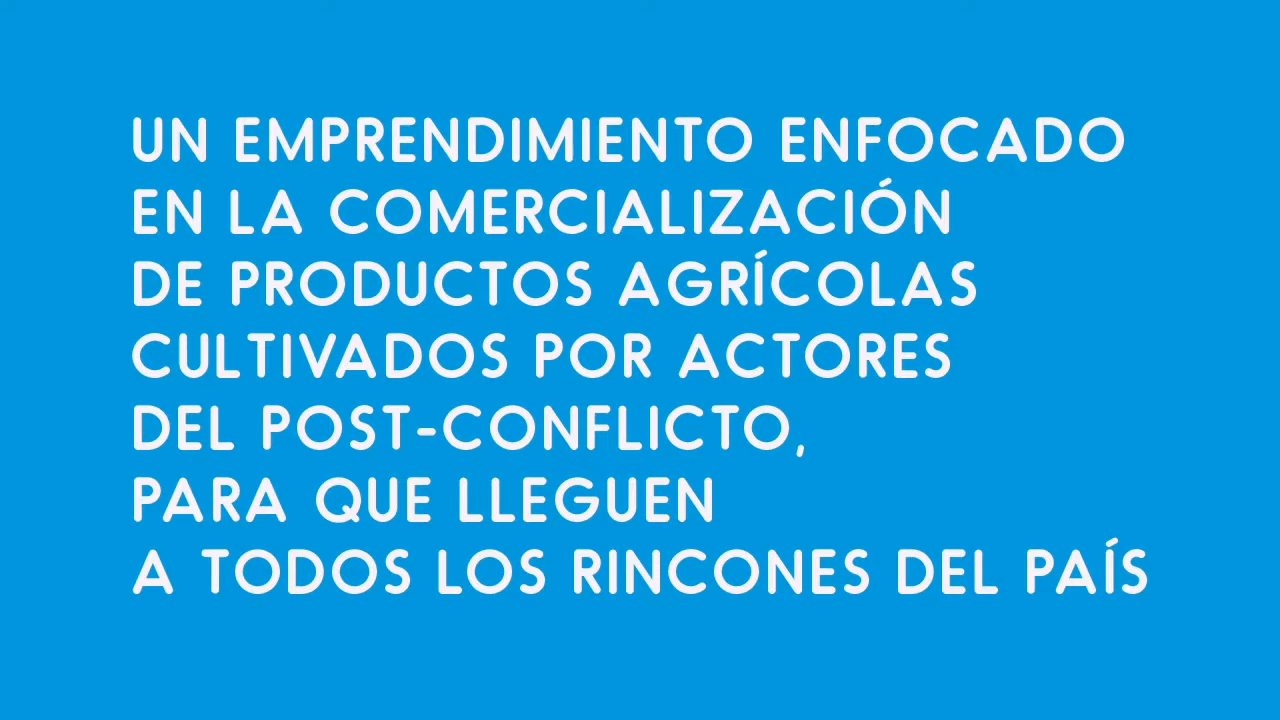 UN EMPRENDIMIENTO ENFOCADO
EN LA COMERCIALIZACIÓN
DE PRODUCTOS AGRÍCOLAS
CULTIVADOS POR ACTORES
DEL POST-CONFLICTO,
PARA QUE LLEGUEN
A TODOS LOS RINCONES DEL PAÍS